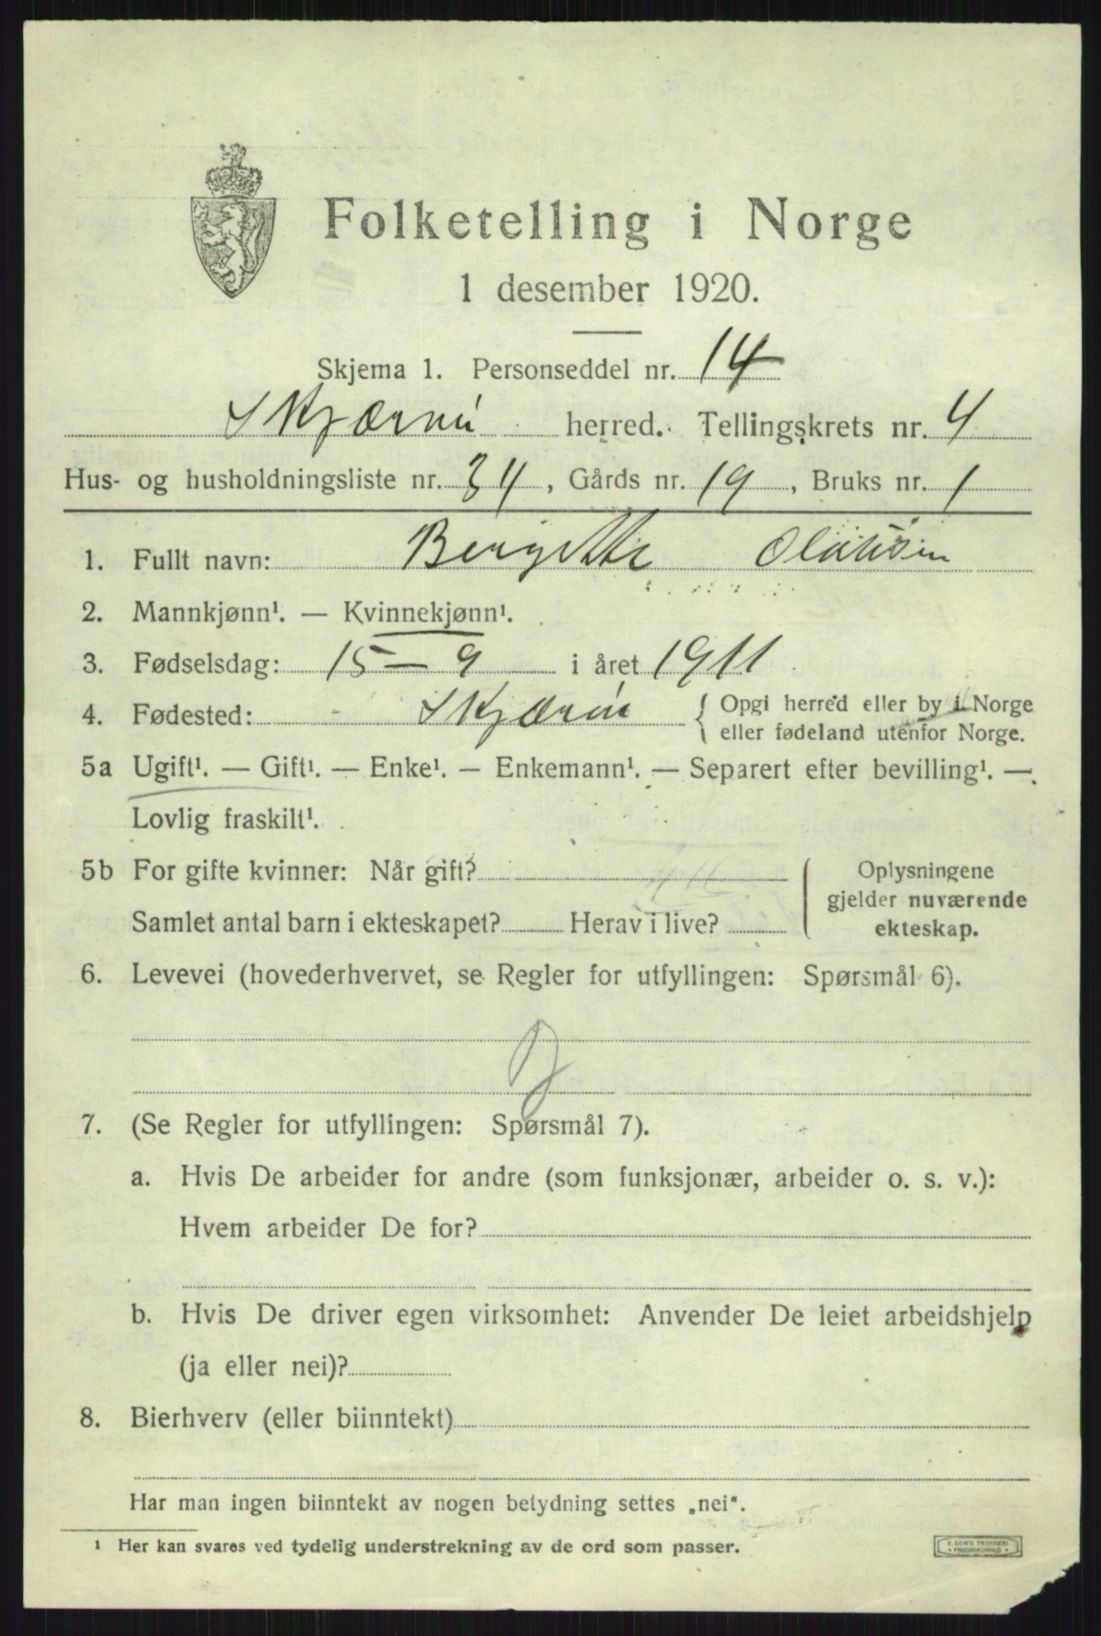 Folketelling i Norge
1 desember 1920.
Skjema 1. Personseddel nr. 14
Skjærnø herred. Tellingskrets nr. 4
Hus- og husholdningsliste nr. 34, Gårds nr. 19, Bruks nr. 1
1. Fullt navn: Bergitte Olausen
2. Mannkjønn¹. — Kvinnekjønn¹.
3. Fødselsdag: 15 — 9 i året 1911
4. Fødested: Skjærnø { Opgi herred eller by i Norge
eller fødeland utenfor Norge.
5a Ugift¹. — Gift¹. — Enke¹. — Enkemann¹. — Separert efter bevilling¹. —
Lovlig fraskilt¹.
5b For gifte kvinner: Når gift?
Samlet antal barn i ekteskapet? Herav i live?
Oplysningene
gjelder nuværende
ekteskap.
6. Levevei (hovederhvervet, se Regler for utfyllingen: Spørsmål 6).
7. (Se Regler for utfyllingen: Spørsmål 7).
a. Hvis De arbeider for andre (som funksjonær, arbeider o. s. v.):
Hvem arbeider De for?
b. Hvis De driver egen virksomhet: Anvender De leiet arbeidshjelp
(ja eller nei)?
8. Bierhverv (eller biinntekt)
Har man ingen biinntekt av nogen betydning settes „nei“.
¹ Her kan svares ved tydelig understrekning av de ord som passer.